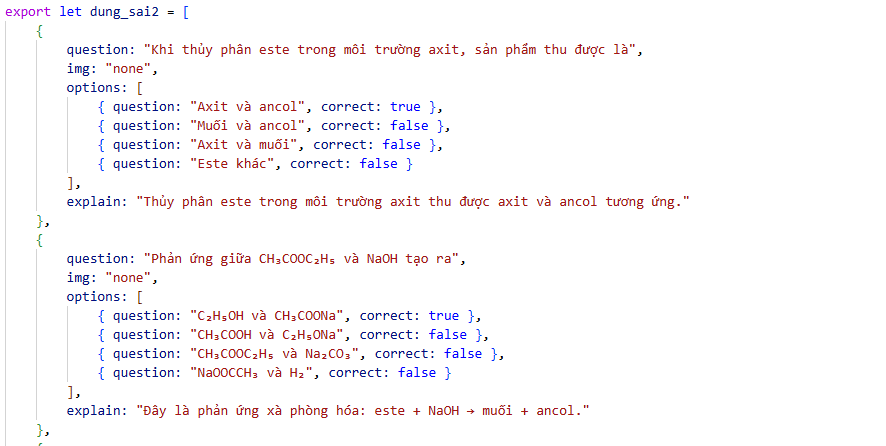 export let dung_sai2 = [
{
question: "Khi thủy phân este trong môi trường axit, sản phẩm thu được là",
img: "none",
options: [
{ question: "Axit và ancol", correct: true },
{ question: "Muối và ancol", correct: false },
{ question: "Axit và muối", correct: false },
{ question: "Este khác", correct: false }
],
explain: "Thủy phân este trong môi trường axit thu được axit và ancol tương ứng."
},
{
question: "Phản ứng giữa CH₃COOC₂H₅ và NaOH tạo ra",
img: "none",
options: [
{ question: "C₂H₅OH và CH₃COONa", correct: true },
{ question: "CH₃COOH và C₂H₅ONa", correct: false },
{ question: "CH₃COOC₂H₅ và Na₂CO₃", correct: false },
{ question: "NaOOCCH₃ và H₂", correct: false }
],
explain: "Đây là phản ứng xà phòng hóa: este + NaOH → muối + ancol."
},